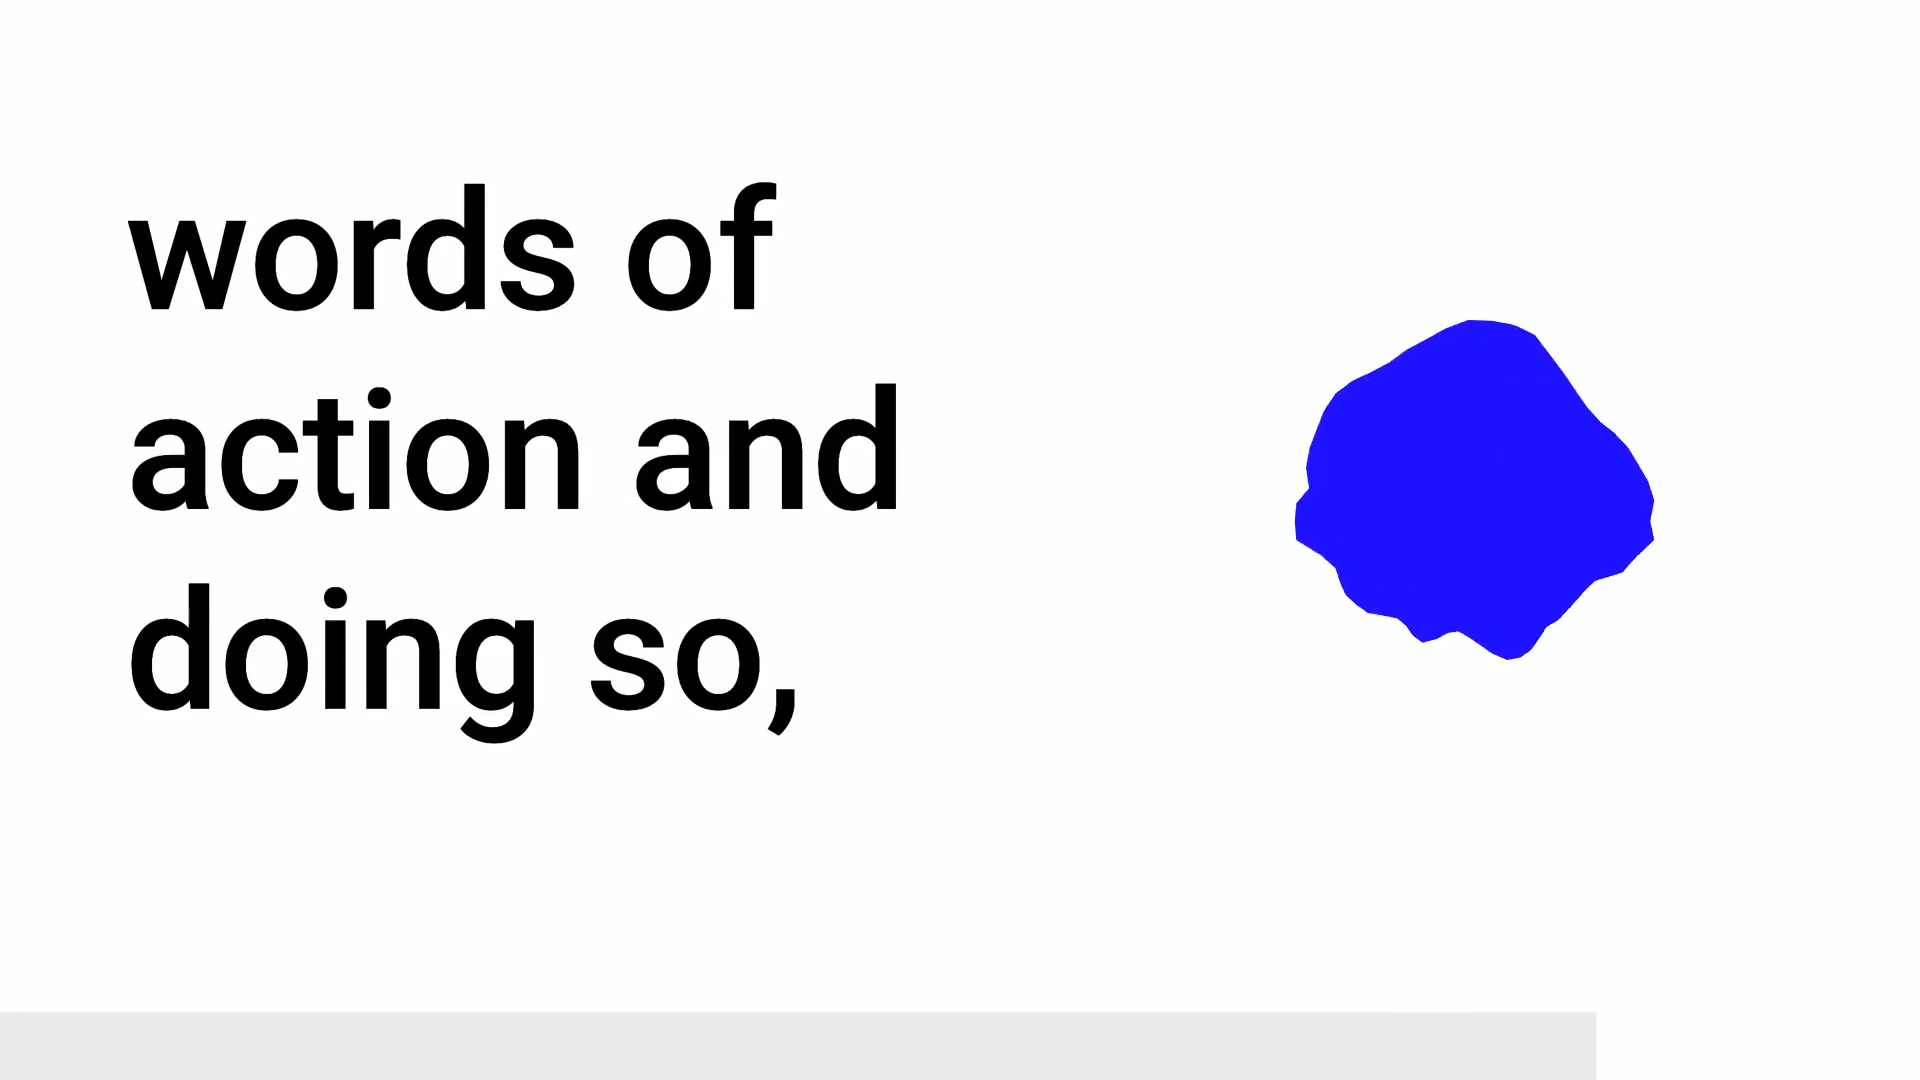 words of
action and
doing so,